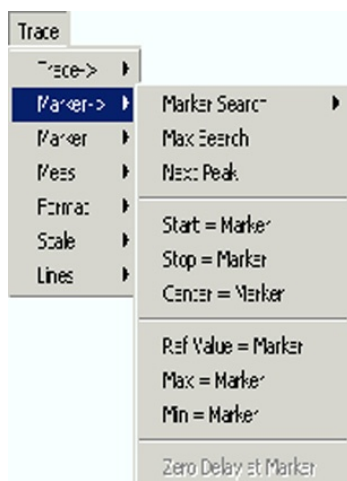 Trace
Trace->
Marker->
Marker
Meas
Format
Scale
Lines
Marker Search
Max Search
Next Peak
Start = Marker
Stop = Marker
Center = Marker
Ref Value = Marker
Max = Marker
Min = Marker
Zero Delay at Marker